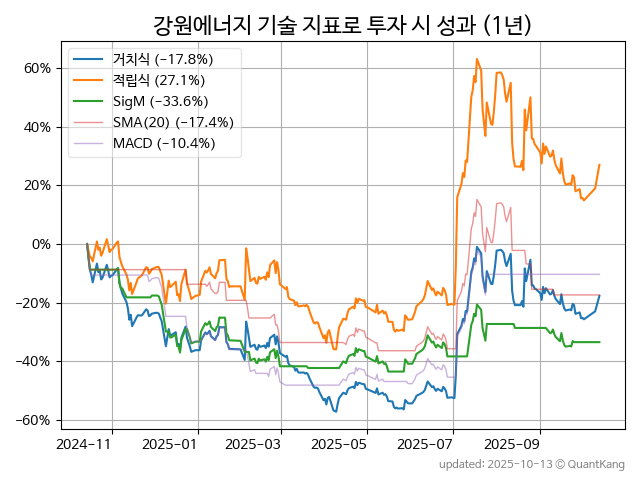 강원에너지 기술 지표로 투자 시 성과 (1년)
거치식 (−17.8%)
적립식 (27.1%)
SigM (−33.6%)
SMA(20) (−17.4%)
MACD (−10.4%)
60%
40%
20%
0%
−20%
−40%
−60%
2024-11 2025-01 2025-03 2025-05 2025-07 2025-09
updated: 2025-10-13 ⓒ QuantKang